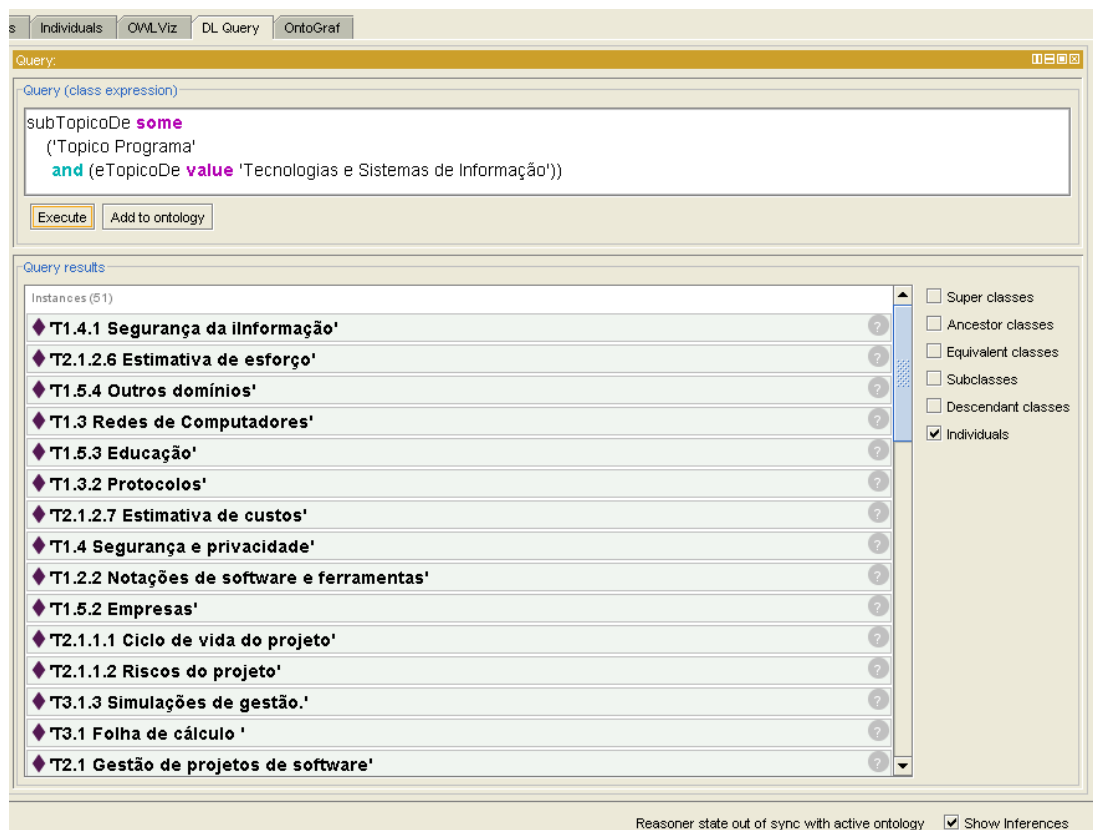 s Individuals OWLViz DL Query OntoGraf
Query:
Query (class expression)
subTopicoDe some
('Topico Programa'
and (eTopicoDe value 'Tecnologias e Sistemas de Informação'))
Execute Add to ontology
Query results
Instances (51)
'T1.4.1 Segurança da iInformação'
'T2.1.2.6 Estimativa de esforço'
'T1.5.4 Outros domínios'
'T1.3 Redes de Computadores'
'T1.5.3 Educação'
'T1.3.2 Protocolos'
'T2.1.2.7 Estimativa de custos'
'T1.4 Segurança e privacidade'
'T1.2.2 Notações de software e ferramentas'
'T1.5.2 Empresas'
'T2.1.1.1 Ciclo de vida do projeto'
'T2.1.1.2 Riscos do projeto'
'T3.1.3 Simulações de gestão.'
'T3.1 Folha de cálculo '
'T2.1 Gestão de projetos de software'
Super classes
Ancestor classes
Equivalent classes
Subclasses
Descendant classes
Individuals
Reasoner state out of sync with active ontology Show Inferences